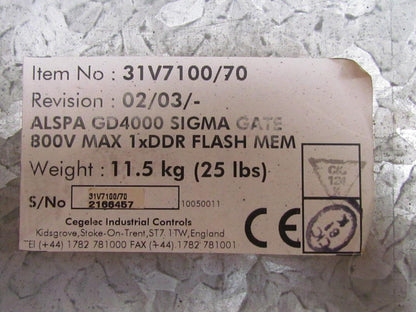 Item No : 31V7100/70
Revision : 02/03/-
ALSPA GD4000 SIGMA GATE
800V MAX 1xDDR FLASH MEM
Weight : 11.5 kg (25 lbs)
S/No 31V7100/70
2166457 10050011
Cegelec Industrial Controls
Kidsgrove, Stoke-On-Trent, ST7. 1TW, England
TEl (+44) 1782 781000 FAX (+44) 1782 781001
CE